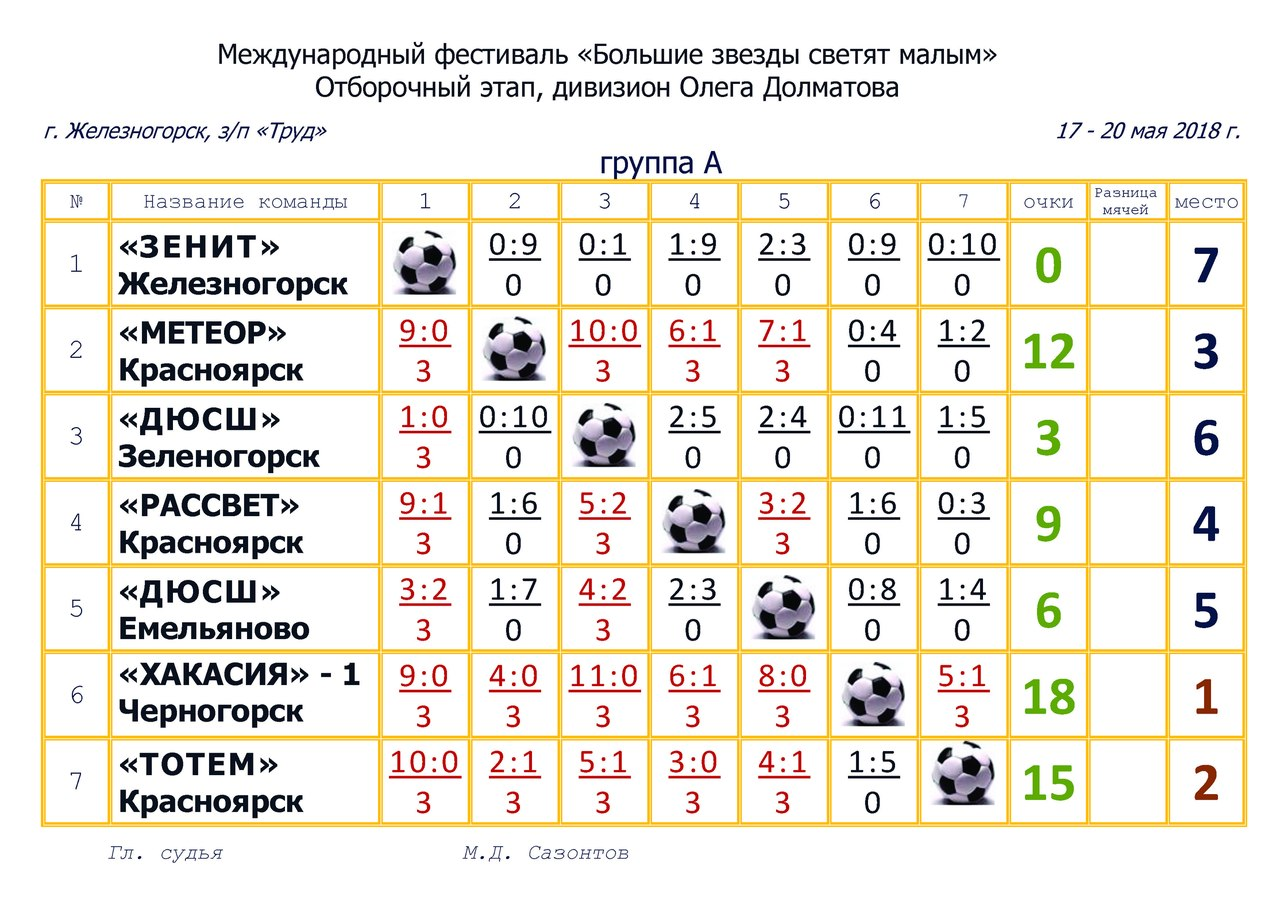 Международный фестиваль «Большие звезды светят малым»
Отборочный этап, дивизион Олега Долматова
г. Железногорск, з/п «Труд» 17 - 20 мая 2018 г.
группа А
№ Название команды 1 2 3 4 5 6 7 очки Разница мячей место
1 «ЗЕНИТ» 0:9 0:1 1:9 2:3 0:9 0:10 0 7
Железногорск 0 0 0 0 0 0
2 «МЕТЕОР» 9:0 10:0 6:1 7:1 0:4 1:2 12 3
Красноярск 3 3 3 3 0 0
3 «ДЮСШ» 1:0 0:10 2:5 2:4 0:11 1:5 3 6
Зеленогорск 3 0 0 0 0 0
4 «РАССВЕТ» 9:1 1:6 5:2 3:2 1:6 0:3 9 4
Красноярск 3 0 3 3 0 0
5 «ДЮСШ» 3:2 1:7 4:2 2:3 0:8 1:4 6 5
Емельяново 3 0 3 0 0 0
6 «ХАКАСИЯ» - 1 9:0 4:0 11:0 6:1 8:0 5:1 18 1
Черногорск 3 3 3 3 3 3
7 «ТОТЕМ» 10:0 2:1 5:1 3:0 4:1 1:5 15 2
Красноярск 3 3 3 3 3 0
Гл. судья М.Д. Сазонтов